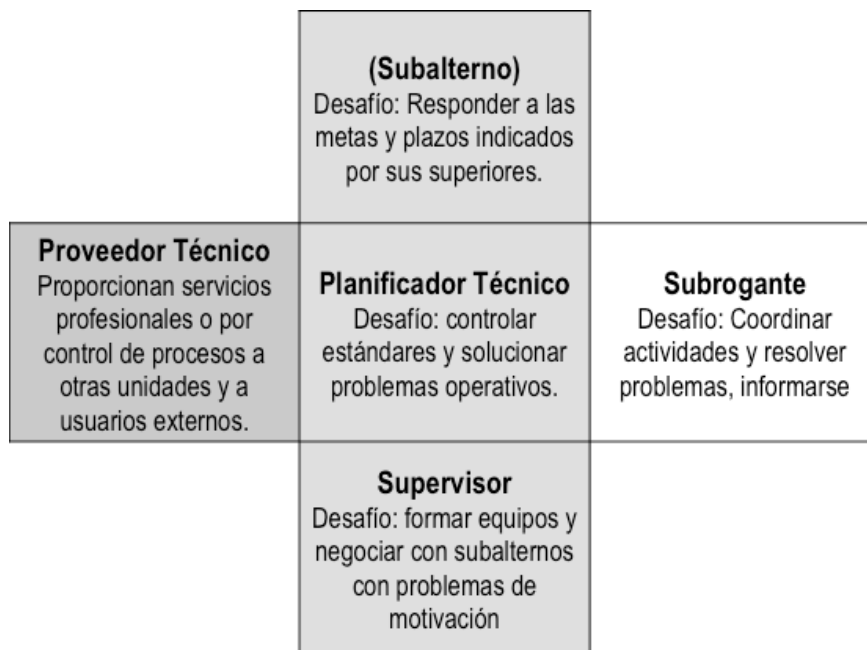 (Subalterno)
Desafío: Responder a las
metas y plazos indicados
por sus superiores.
Proveedor Técnico
Proporcionan servicios
profesionales o por
control de procesos a
otras unidades y a
usuarios externos.
Planificador Técnico
Desafío: controlar
estándares y solucionar
problemas operativos.
Subrogante
Desafío: Coordinar
actividades y resolver
problemas, informarse
Supervisor
Desafío: formar equipos y
negociar con subalternos
con problemas de
motivación